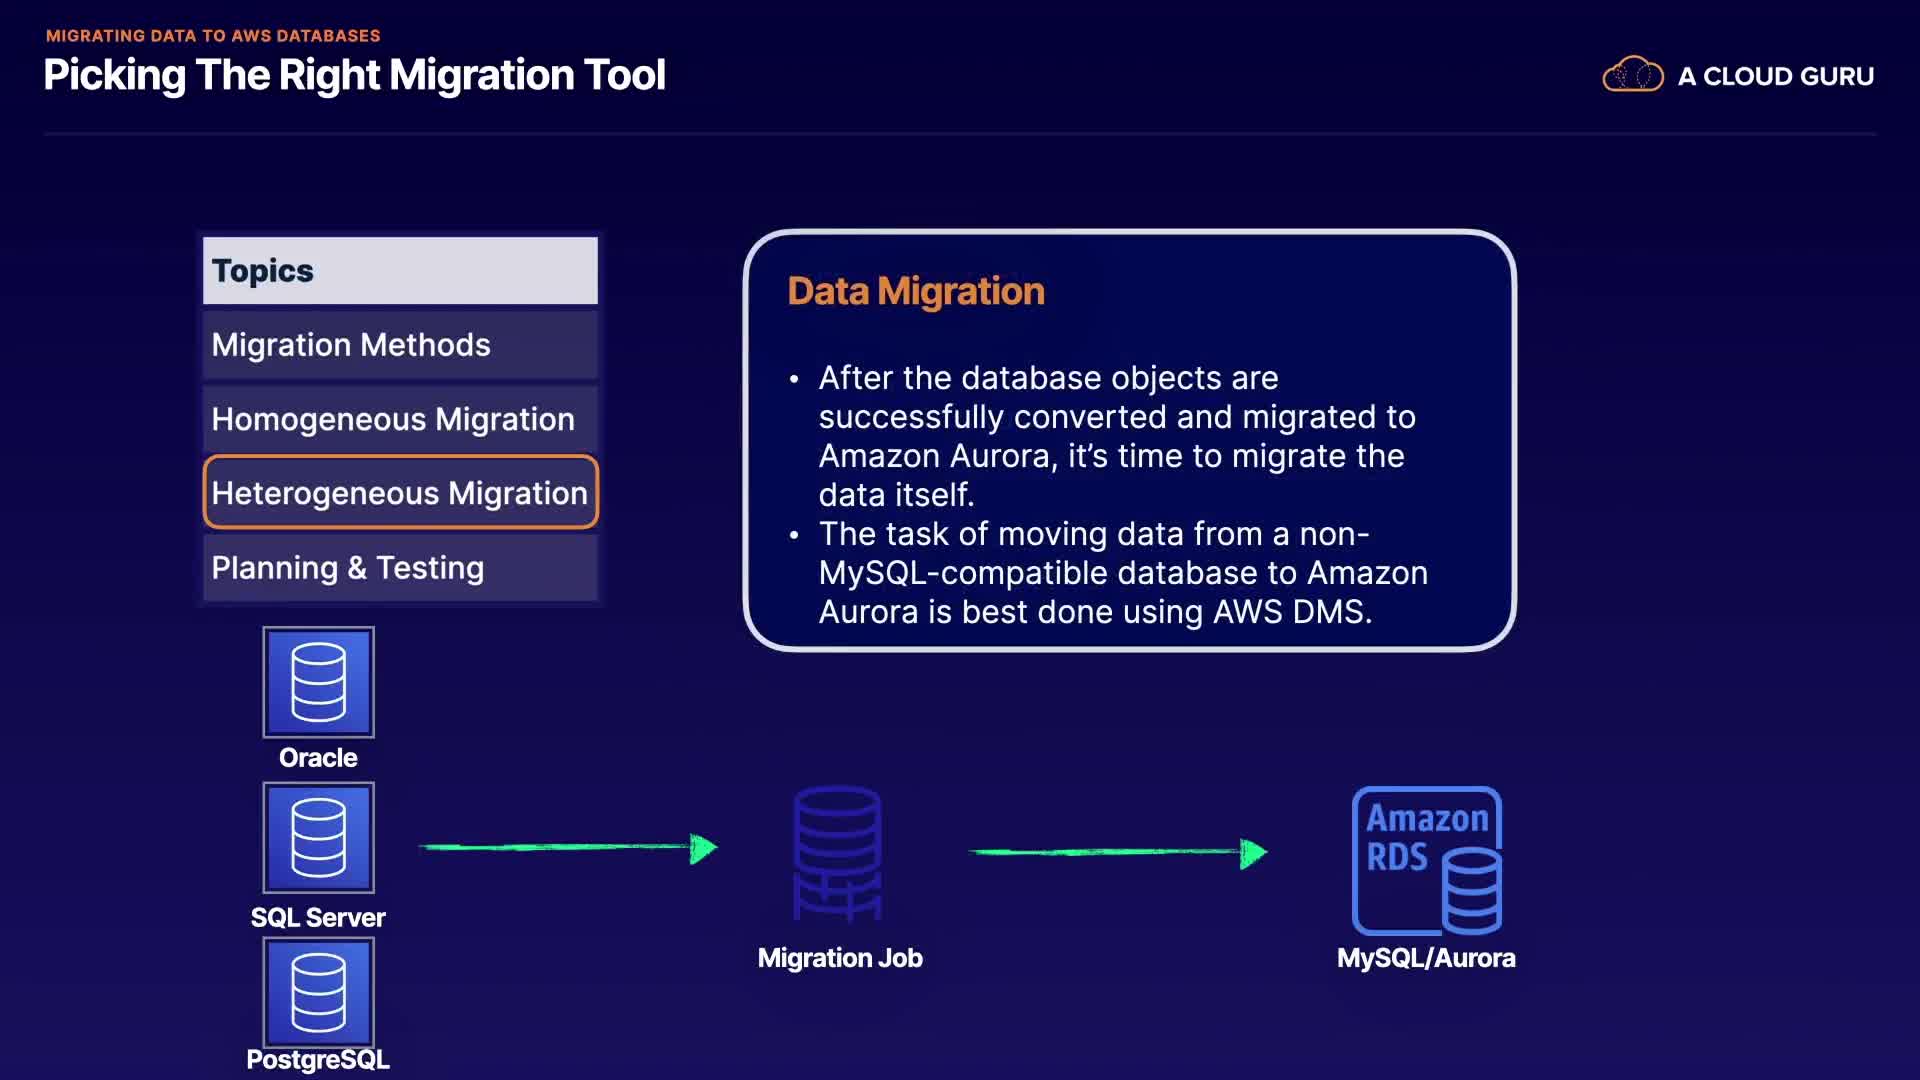 MIGRATING DATA TO AWS DATABASES
Picking The Right Migration Tool
A CLOUD GURU
Topics
Migration Methods
Homogeneous Migration
Heterogeneous Migration
Planning & Testing
Data Migration
• After the database objects are
successfully converted and migrated to
Amazon Aurora, it’s time to migrate the
data itself.
• The task of moving data from a non-
MySQL-compatible database to Amazon
Aurora is best done using AWS DMS.
Oracle
SQL Server
PostgreSQL
Migration Job
Amazon
RDS
MySQL/Aurora